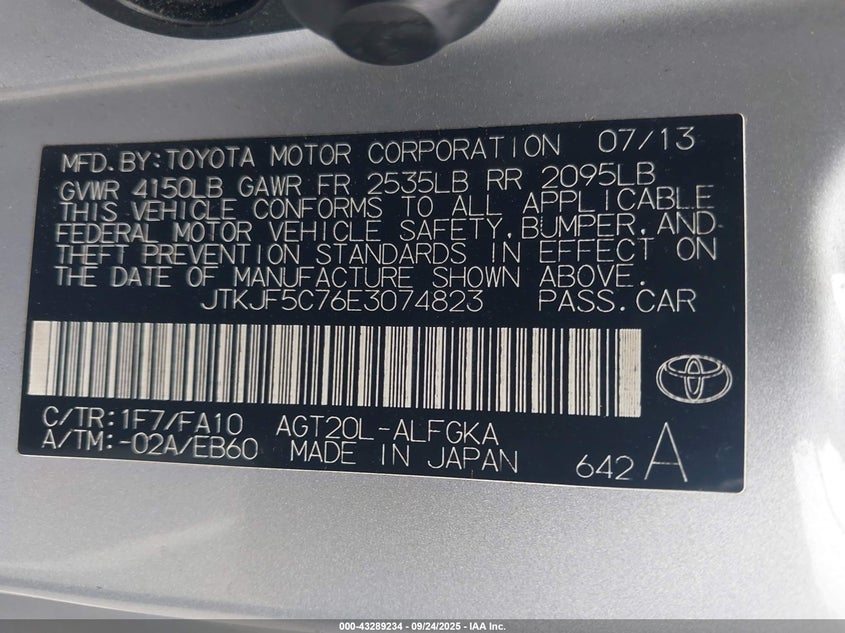 MFD.BY:TOYOTA MOTOR CORPORATION 07/13
GVWR 4150LB GAWR FR 2535LB RR 2095LB
THIS VEHICLE CONFORMS TO ALL APPLICABLE
FEDERAL MOTOR VEHICLE SAFETY,BUMPER,AND
THEFT PREVENTION STANDARDS IN EFFECT ON
THE DATE OF MANUFACTURE SHOWN ABOVE.
JTKJF5C76E3074823 PASS.CAR
C/TR:1F7/FA10 AGT20L-ALFGKA
A/TM:-02A/EB60 MADE IN JAPAN
642 A
000-43289234 - 09/24/2025 - IAA Inc.